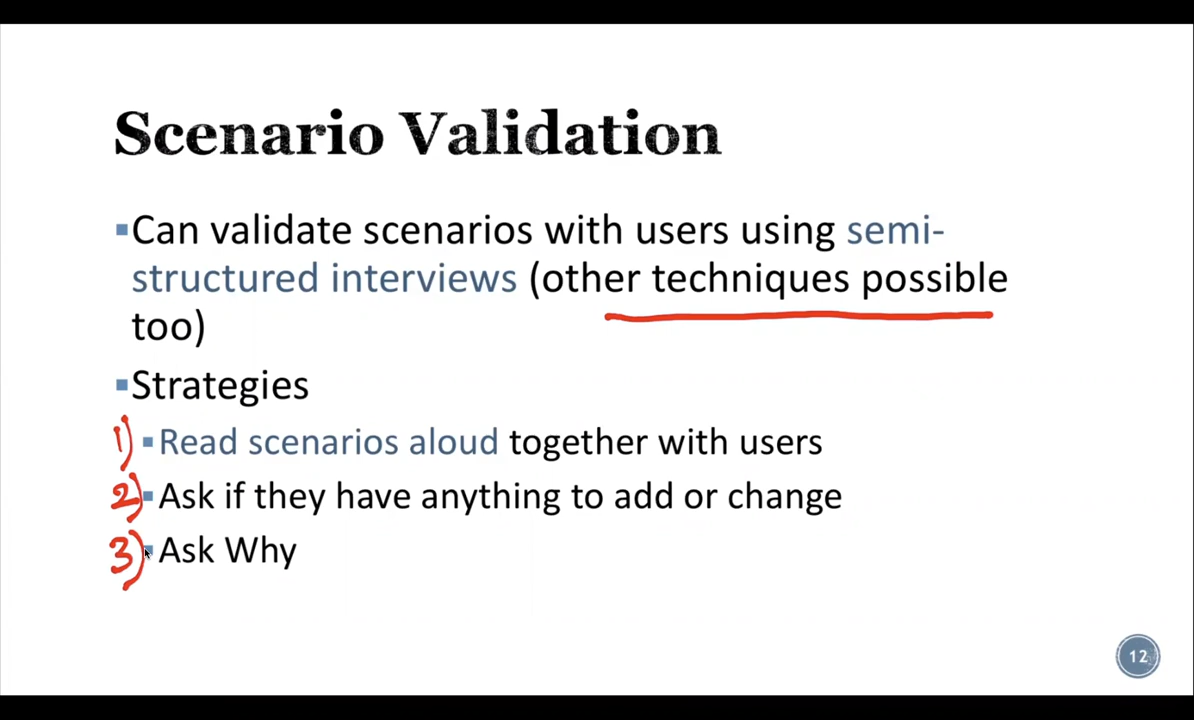 Scenario Validation
▪Can validate scenarios with users using semi-
structured interviews (other techniques possible
too)
▪Strategies
1) ▪Read scenarios aloud together with users
2) ▪Ask if they have anything to add or change
3) ▪Ask Why
12